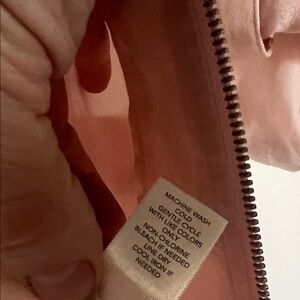 MACHINE WASH
COLD
GENTLE CYCLE
WITH LIKE COLORS
ONLY
NON-CHLORINE
BLEACH IF NEEDED
LINE DRY
COOL IRON IF
NEEDED